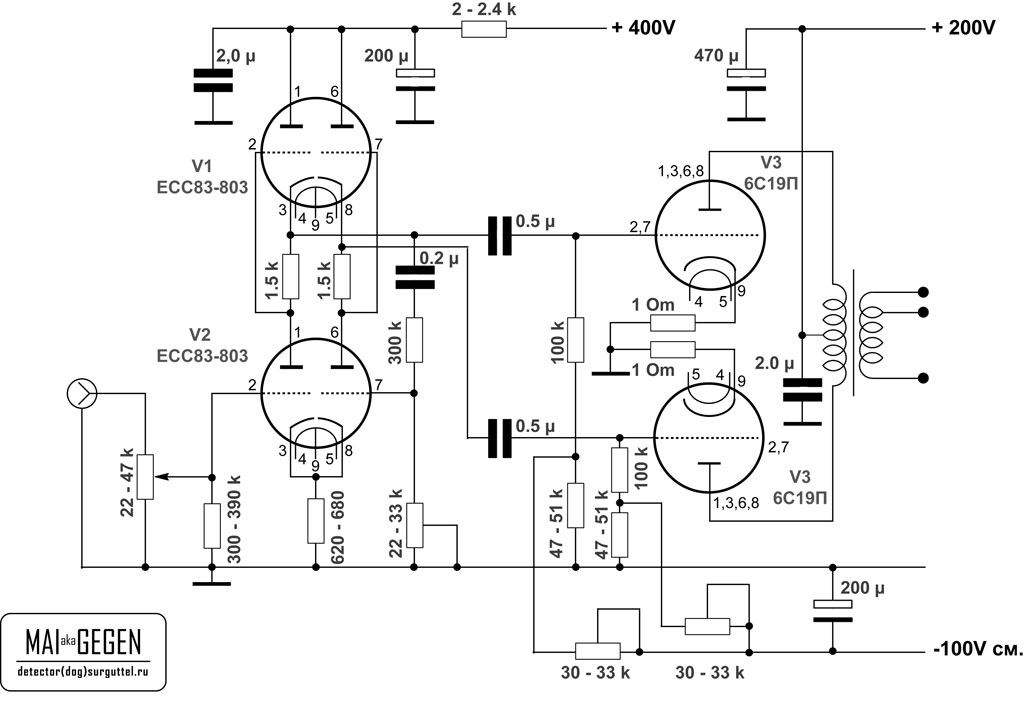 2 - 2.4 k
+ 400V
+ 200V
2,0 µ
200 µ
470 µ
1
6
2
7
V1
ECC83-803
3
4
9
5
8
V3
6С19П
1,3,6,8
2,7
0.5 µ
0.2 µ
1.5 k
1.5 k
4
5
9
1 Om
1 Om
V2
ECC83-803
1
6
300 k
100 k
5
4
9
2.0 µ
2
7
0.5 µ
2,7
3
4
9
5
8
V3
6С19П
1,3,6,8
22 - 47 k
300 - 390 k
620 - 680
22 - 33 k
47 - 51 k
100 k
47 - 51 k
200 µ
30 - 33 k
30 - 33 k
-100V см.
MAI aka GEGEN
detector(dog)surguttel.ru